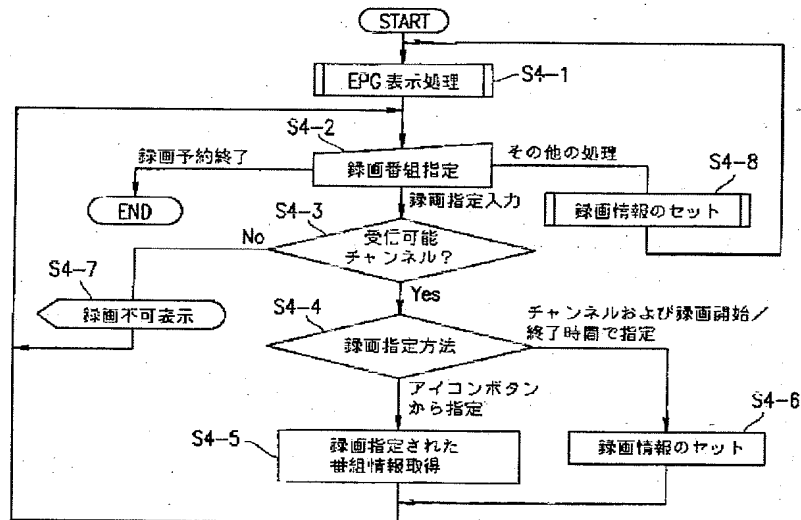 START
EPG表示処理
S4-1
S4-2
録画番組指定
録画予約終了
その他の処理
END
録画指定入力
S4-8
録画情報のセット
S4-3
受信可能
チャンネル?
No
S4-7
録画不可表示
Yes
S4-4
録画指定方法
チャンネルおよび録画開始/
終了時間で指定
アイコンボタン
から指定
S4-5
録画指定された
番組情報取得
S4-6
録画情報のセット